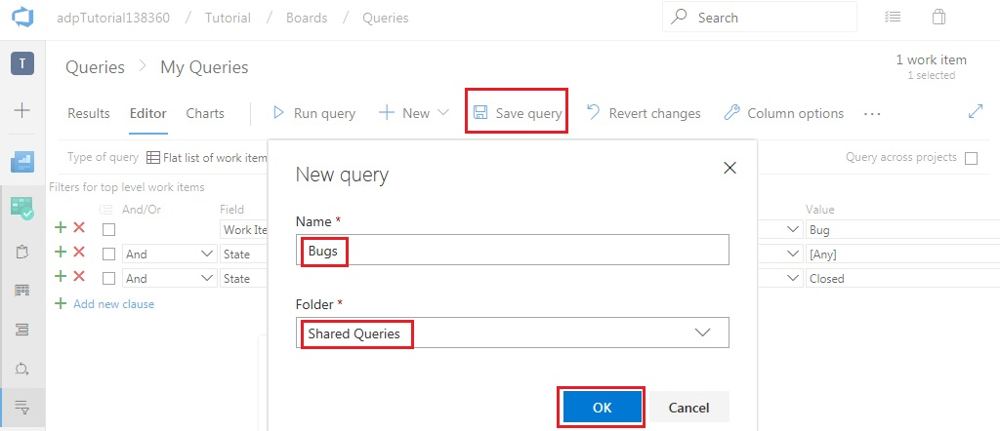 adpTutorial138360 / Tutorial / Boards / Queries / Search
T
Queries > My Queries
1 work item
1 selected
Results Editor Charts Run query New Save query Revert changes Column options ...
Type of query Flat list of work item Query across projects
Filters for top level work items
And/Or Field Value
Work Ite Bug
And State [Any]
And State Closed
Add new clause
New query
Name *
Bugs
Folder *
Shared Queries
OK Cancel